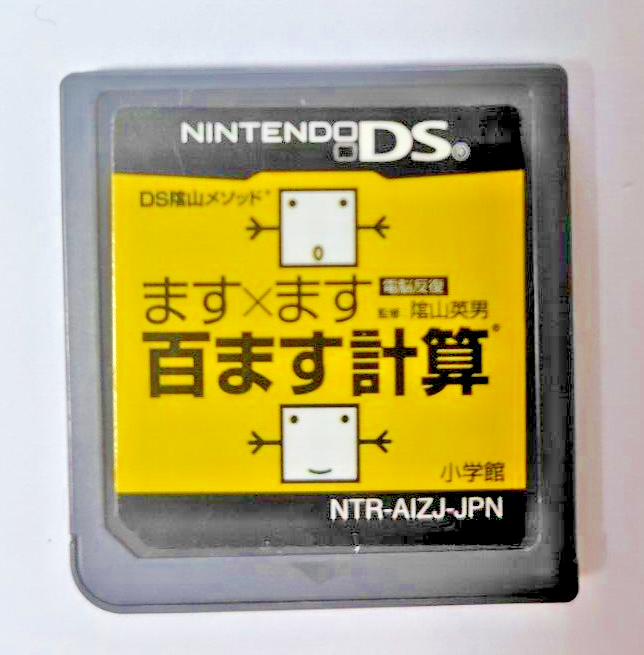 NINTENDO DS®
DS陰山メソッド®
ます×ます 電脳反復
監修 陰山英男
百ます計算®
小学館
NTR-AIZJ-JPN